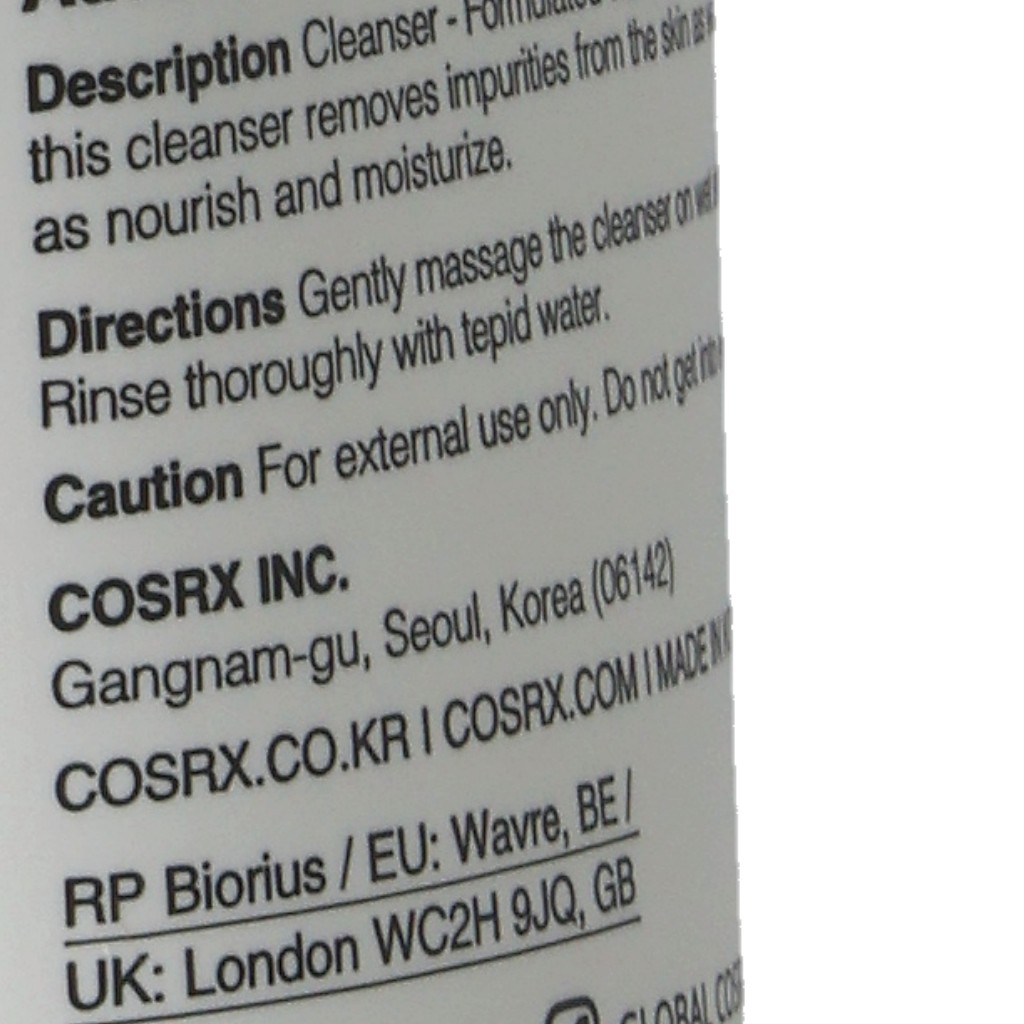 Description Cleanser - Formulated
this cleanser removes impurities from the skin as
as nourish and moisturize.
Directions Gently massage the cleanser on wet
Rinse thoroughly with tepid water.
Caution For external use only. Do not get into
COSRX INC.
Gangnam-gu, Seoul, Korea (06142)
COSRX.CO.KR | COSRX.COM | MADE IN
RP Biorius / EU: Wavre, BE /
UK: London WC2H 9JQ, GB
GLOBAL